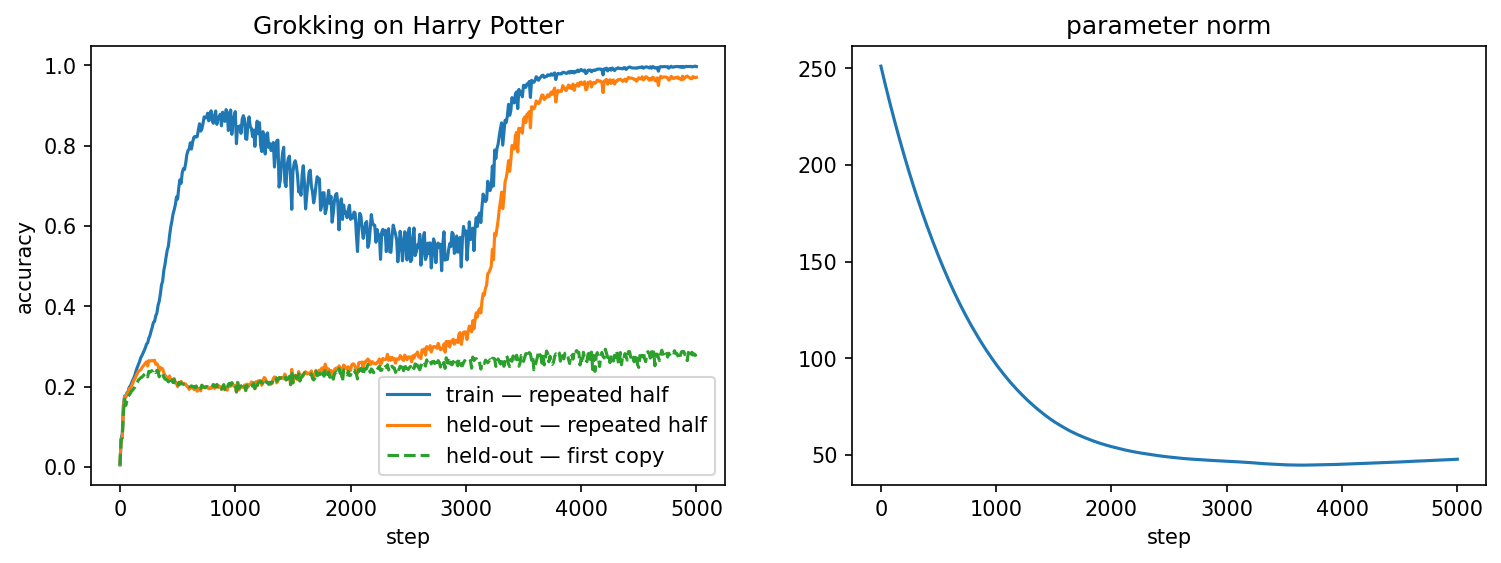 Grokking on Harry Potter
accuracy
1.0
0.8
0.6
0.4
0.2
0.0
train — repeated half
held-out — repeated half
held-out — first copy
0 1000 2000 3000 4000 5000
step
parameter norm
250
200
150
100
50
0 1000 2000 3000 4000 5000
step